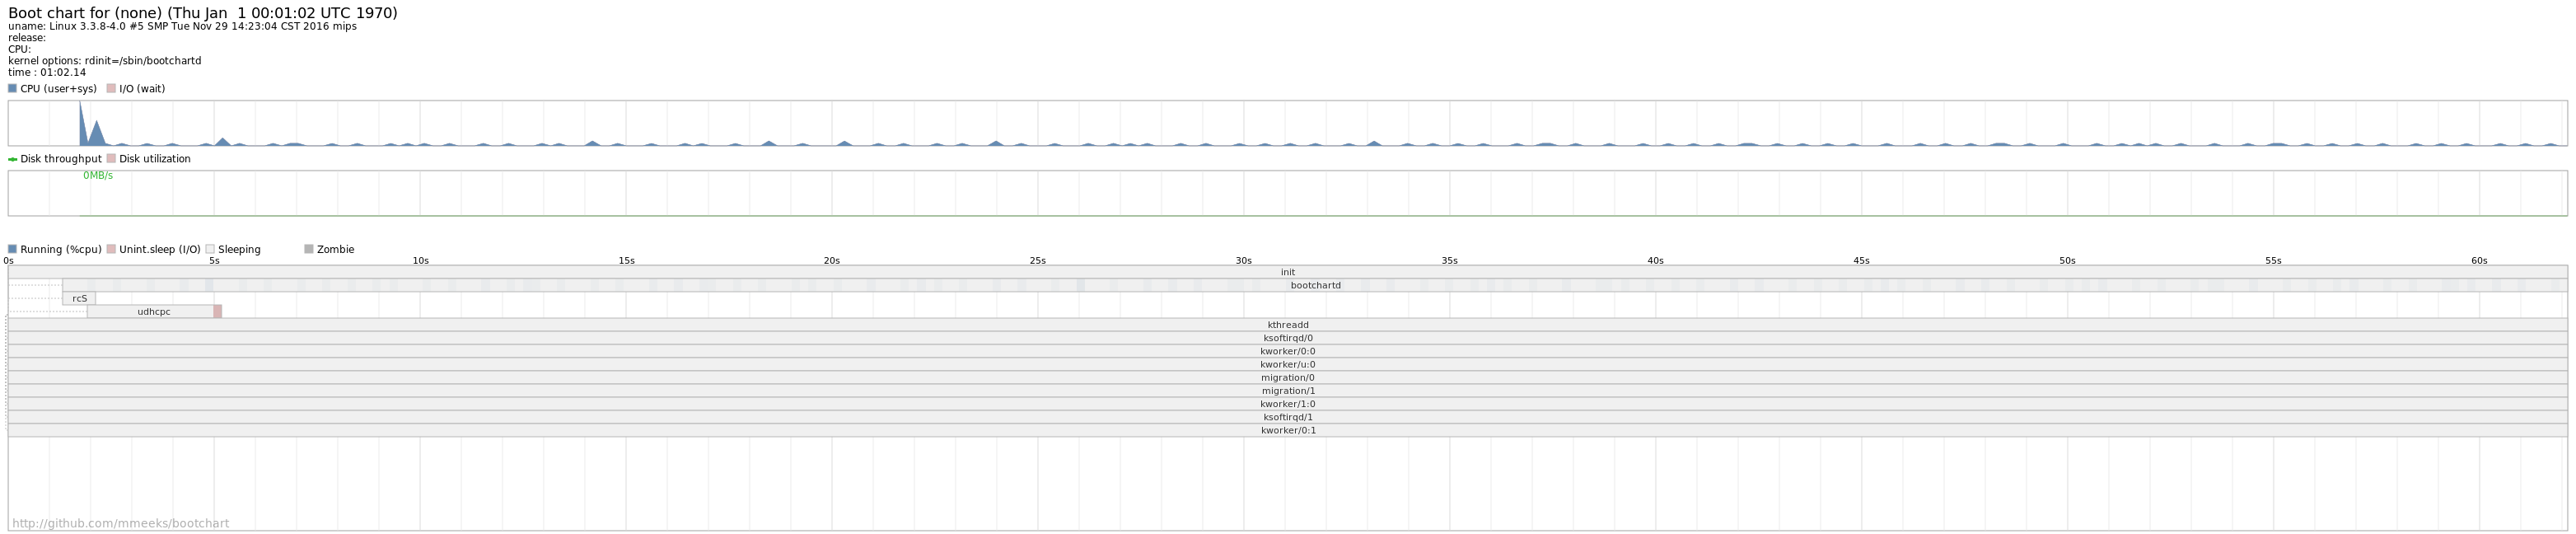 Boot chart for (none) (Thu Jan  1 00:01:02 UTC 1970)
uname: Linux 3.3.8-4.0 #5 SMP Tue Nov 29 14:23:04 CST 2016 mips
release:
CPU:
kernel options: rdinit=/sbin/bootchartd
time : 01:02.14
CPU (user+sys) I/O (wait)
Disk throughput Disk utilization
0MB/s
Running (%cpu) Unint.sleep (I/O) Sleeping Zombie
0s 5s 10s 15s 20s 25s 30s 35s 40s 45s 50s 55s 60s
init
bootchartd
rcS
udhcpc
kthreadd
ksoftirqd/0
kworker/0:0
kworker/u:0
migration/0
migration/1
kworker/1:0
ksoftirqd/1
kworker/0:1
http://github.com/mmeeks/bootchart